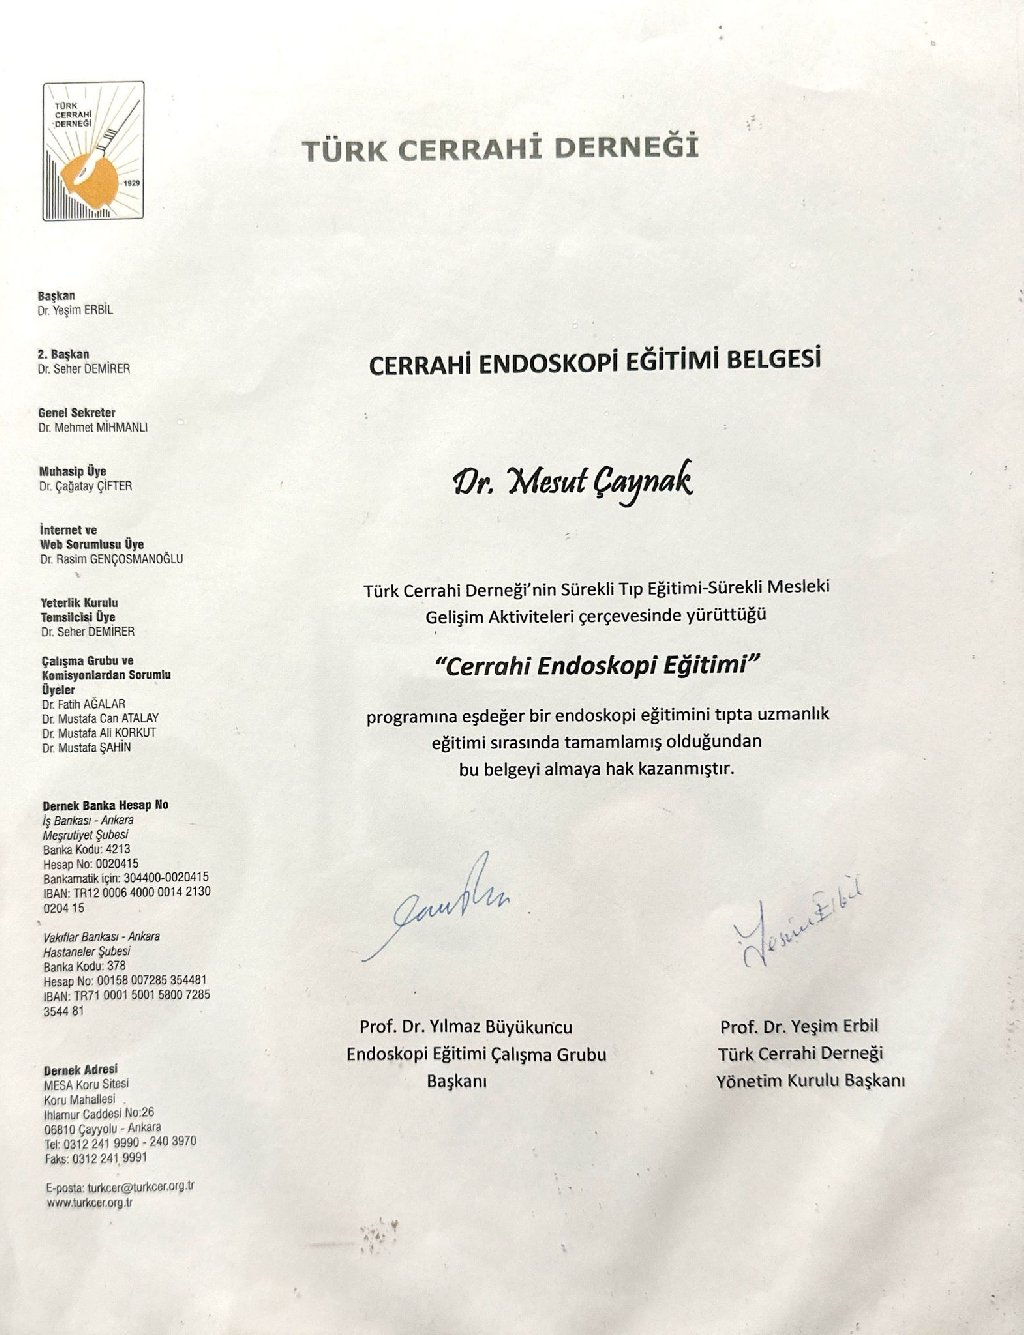 TÜRK
CERRAHİ
DERNEĞİ
1929
TÜRK CERRAHİ DERNEĞİ
Başkan
Dr. Yeşim ERBİL
2. Başkan
Dr. Seher DEMİRER
Genel Sekreter
Dr. Mehmet MİHMANLI
Muhasip Üye
Dr. Çağatay ÇİFTER
İnternet ve
Web Sorumlusu Üye
Dr. Rasim GENÇOSMANOĞLU
Yeterlik Kurulu
Temsilcisi Üye
Dr. Seher DEMİRER
Çalışma Grubu ve
Komisyonlardan Sorumlu
Üyeler
Dr. Fatih AĞALAR
Dr. Mustafa Can ATALAY
Dr. Mustafa Ali KORKUT
Dr. Mustafa ŞAHİN
Dernek Banka Hesap No
İş Bankası - Ankara
Meşrutiyet Şubesi
Banka Kodu: 4213
Hesap No: 0020415
Bankamatik için: 304400-0020415
IBAN: TR12 0006 4000 0014 2130
0204 15
Vakıflar Bankası - Ankara
Hastaneler Şubesi
Banka Kodu: 378
Hesap No: 00158 007285 354481
IBAN: TR71 0001 5001 5800 7285
3544 81
Dernek Adresi
MESA Koru Sitesi
Koru Mahallesi
Ihlamur Caddesi No:26
06810 Çayyolu - Ankara
Tel: 0312 241 9990 - 240 3970
Faks: 0312 241 9991
E-posta: turkcer@turkcer.org.tr
www.turkcer.org.tr
CERRAHİ ENDOSKOPİ EĞİTİMİ BELGESİ
Dr. Mesut Çaynak
Türk Cerrahi Derneği'nin Sürekli Tıp Eğitimi-Sürekli Mesleki
Gelişim Aktiviteleri çerçevesinde yürüttüğü
“Cerrahi Endoskopi Eğitimi”
programına eşdeğer bir endoskopi eğitimini tıpta uzmanlık
eğitimi sırasında tamamlamış olduğundan
bu belgeyi almaya hak kazanmıştır.
Yesim Erbil
Prof. Dr. Yılmaz Büyükuncu
Endoskopi Eğitimi Çalışma Grubu
Başkanı
Prof. Dr. Yeşim Erbil
Türk Cerrahi Derneği
Yönetim Kurulu Başkanı